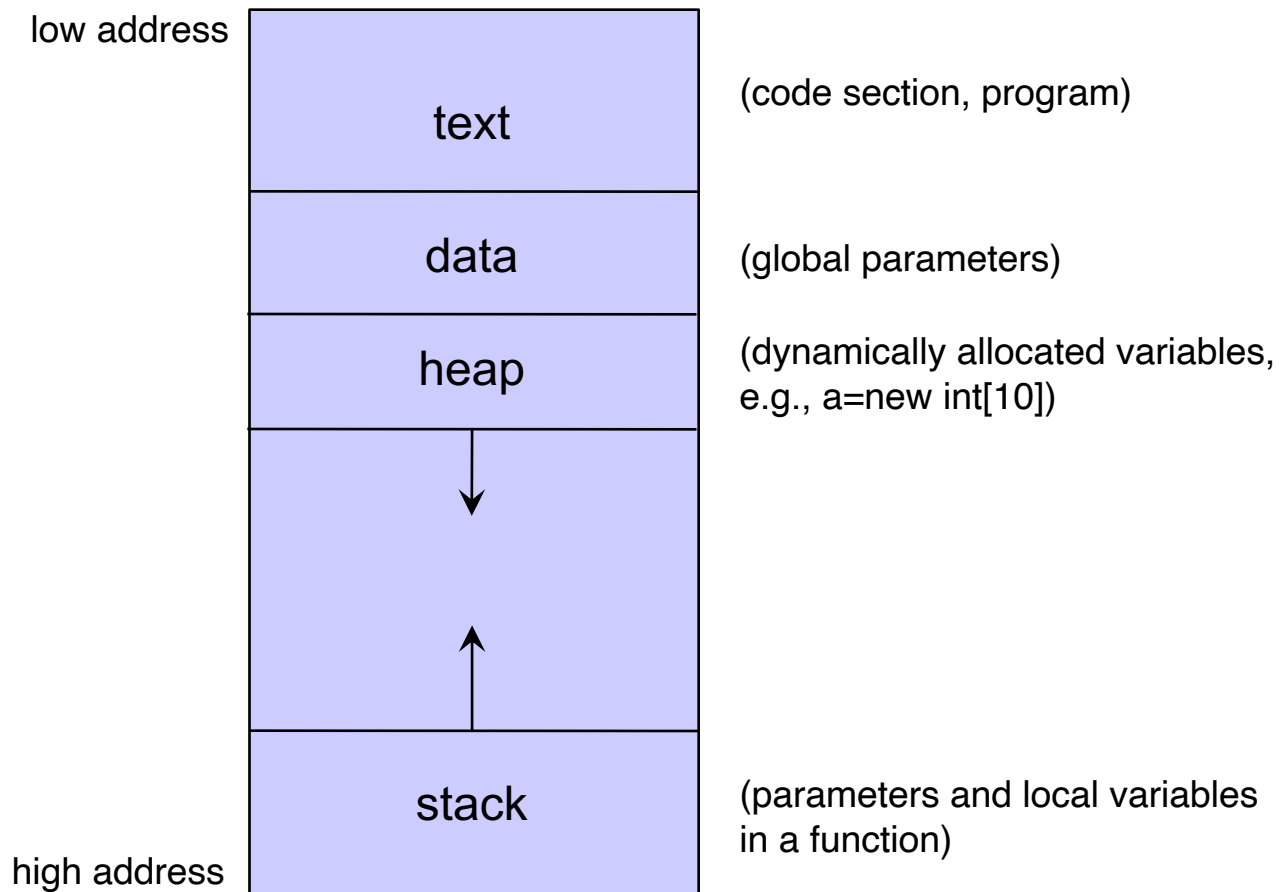 low address
text
(code section, program)
data
(global parameters)
heap
(dynamically allocated variables,
e.g., a=new int[10])
stack
(parameters and local variables
in a function)
high address